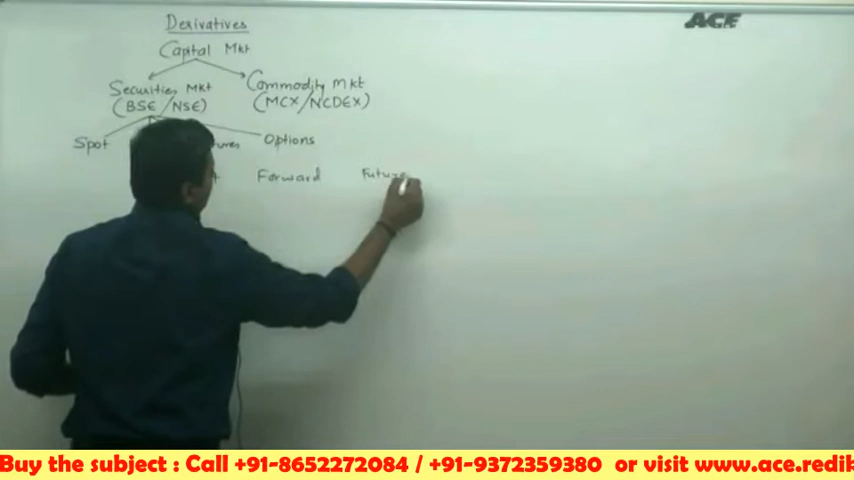 ACE
Derivatives
Capital Mkt
Securities Mkt Commodity Mkt
(BSE/NSE) (MCX/NCDEX)
Spot Options
Forward Future
Buy the subject : Call +91-8652272084 / +91-9372359380 or visit www.ace.redik